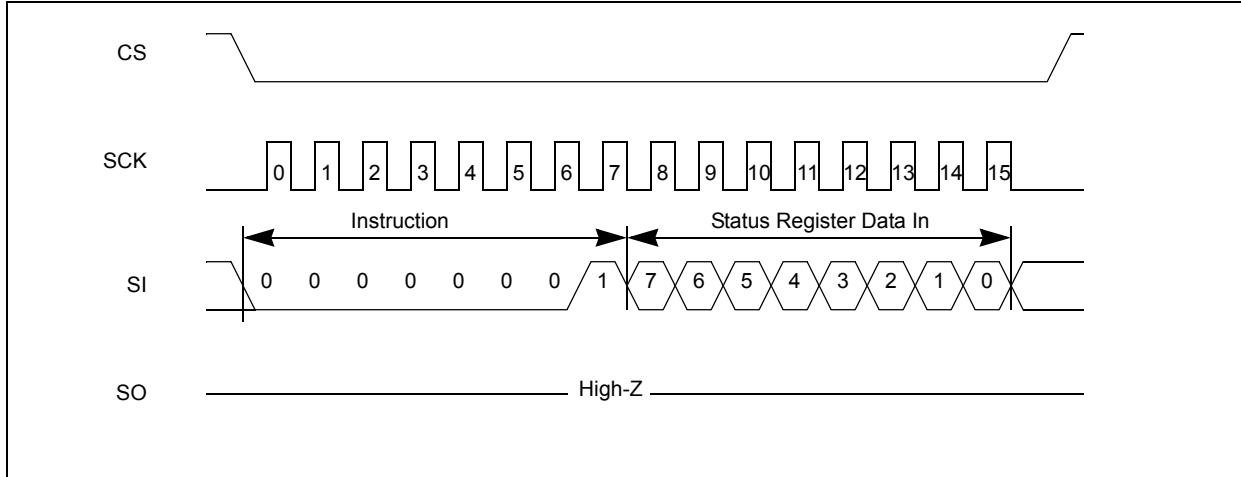 CS
SCK
0 1 2 3 4 5 6 7 8 9 10 11 12 13 14 15
Instruction Status Register Data In
SI
0 0 0 0 0 0 0 1 7 6 5 4 3 2 1 0
SO
High-Z